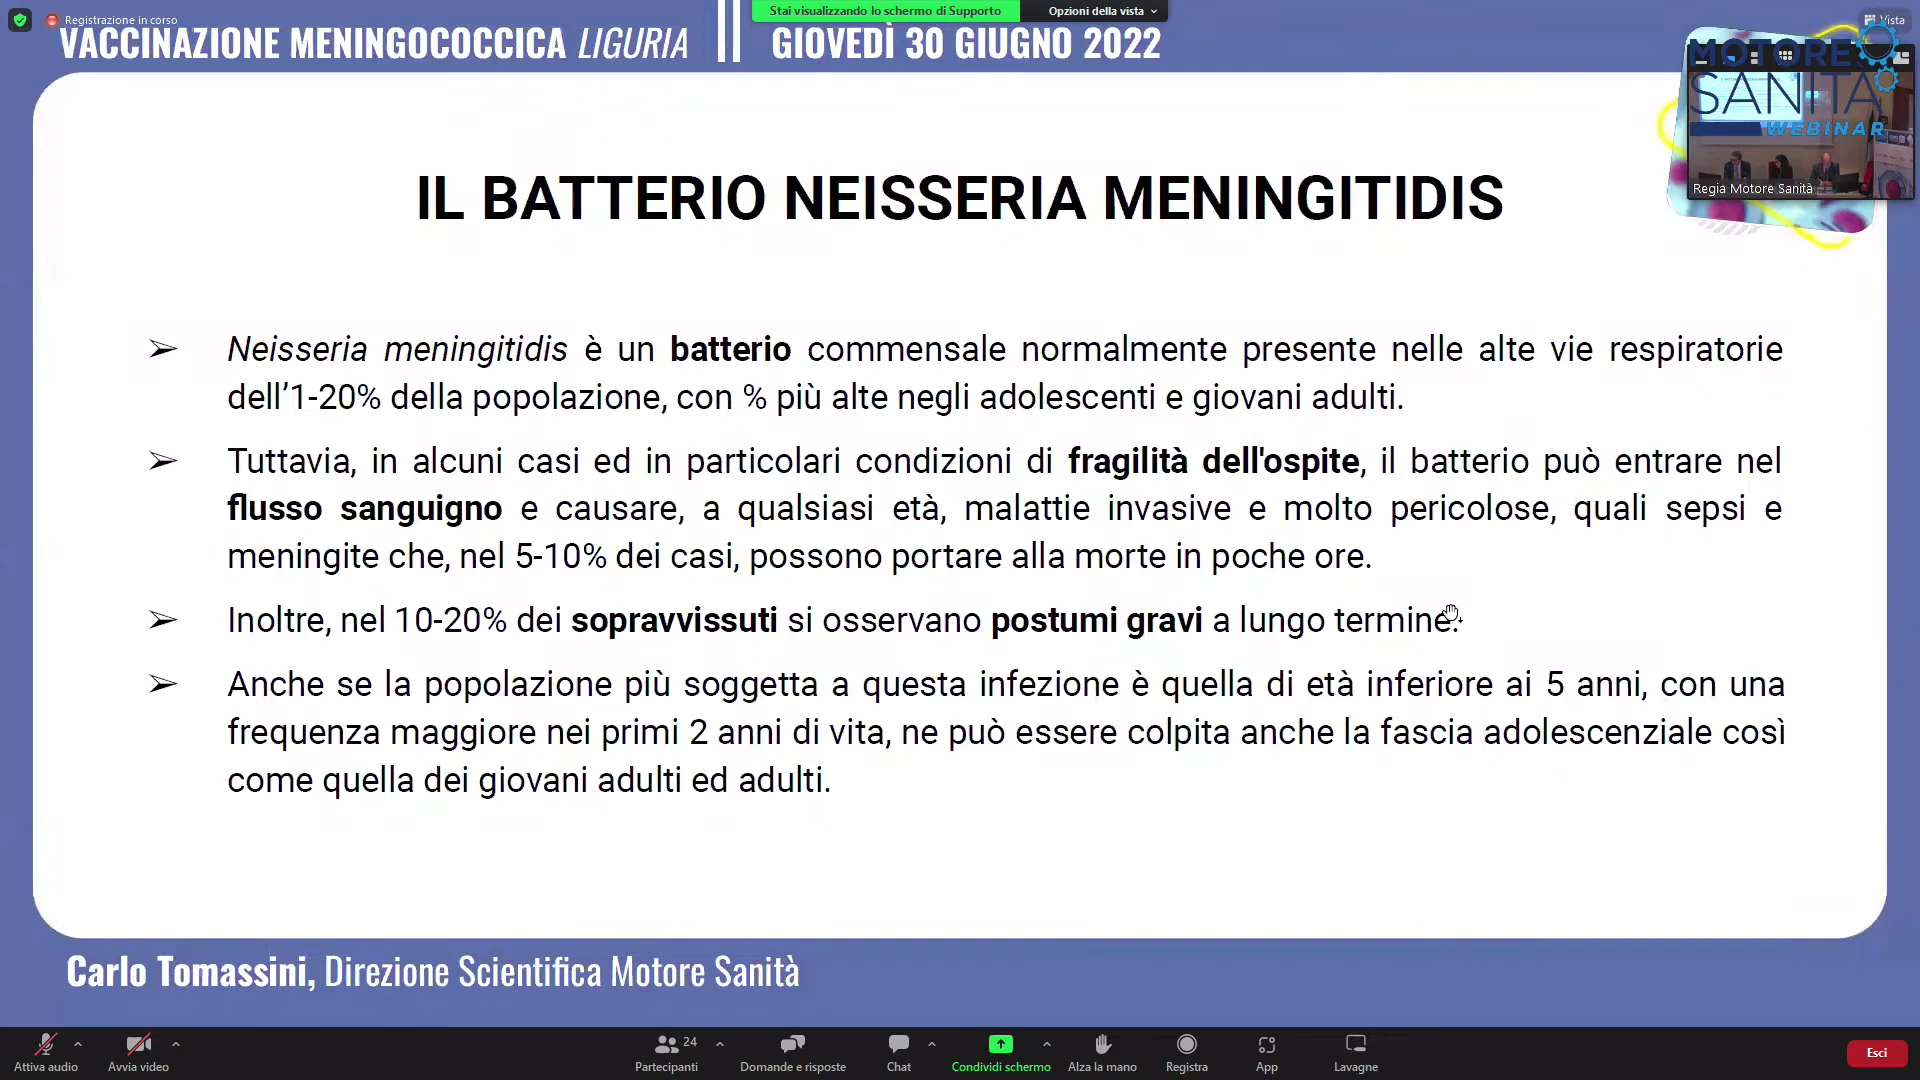 Registrazione in corso
Stai visualizzando lo schermo di Supporto
Opzioni della vista
Vista
VACCINAZIONE MENINGOCOCCICA LIGURIA
GIOVEDÌ 30 GIUGNO 2022
MOTORE
SANITÀ
WEBINAR
Regia Motore Sanità
IL BATTERIO NEISSERIA MENINGITIDIS
➢ Neisseria meningitidis è un batterio commensale normalmente presente nelle alte vie respiratorie
dell’1-20% della popolazione, con % più alte negli adolescenti e giovani adulti.
➢ Tuttavia, in alcuni casi ed in particolari condizioni di fragilità dell'ospite, il batterio può entrare nel
flusso sanguigno e causare, a qualsiasi età, malattie invasive e molto pericolose, quali sepsi e
meningite che, nel 5-10% dei casi, possono portare alla morte in poche ore.
➢ Inoltre, nel 10-20% dei sopravvissuti si osservano postumi gravi a lungo termine.
➢ Anche se la popolazione più soggetta a questa infezione è quella di età inferiore ai 5 anni, con una
frequenza maggiore nei primi 2 anni di vita, ne può essere colpita anche la fascia adolescenziale così
come quella dei giovani adulti ed adulti.
Carlo Tomassini, Direzione Scientifica Motore Sanità
Attiva audio
Avvia video
Partecipanti
24
Domande e risposte
Chat
Condividi schermo
Alza la mano
Registra
App
Lavagne
Esci